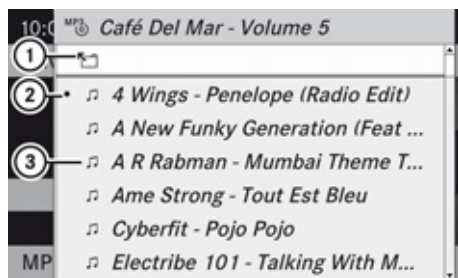 10:0
MP3 Café Del Mar - Volume 5
1
2 • 4 Wings - Penelope (Radio Edit)
A New Funky Generation (Feat ...
3 A R Rabman - Mumbai Theme T...
Ame Strong - Tout Est Bleu
Cyberfit - Pojo Pojo
MP Electribe 101 - Talking With M...